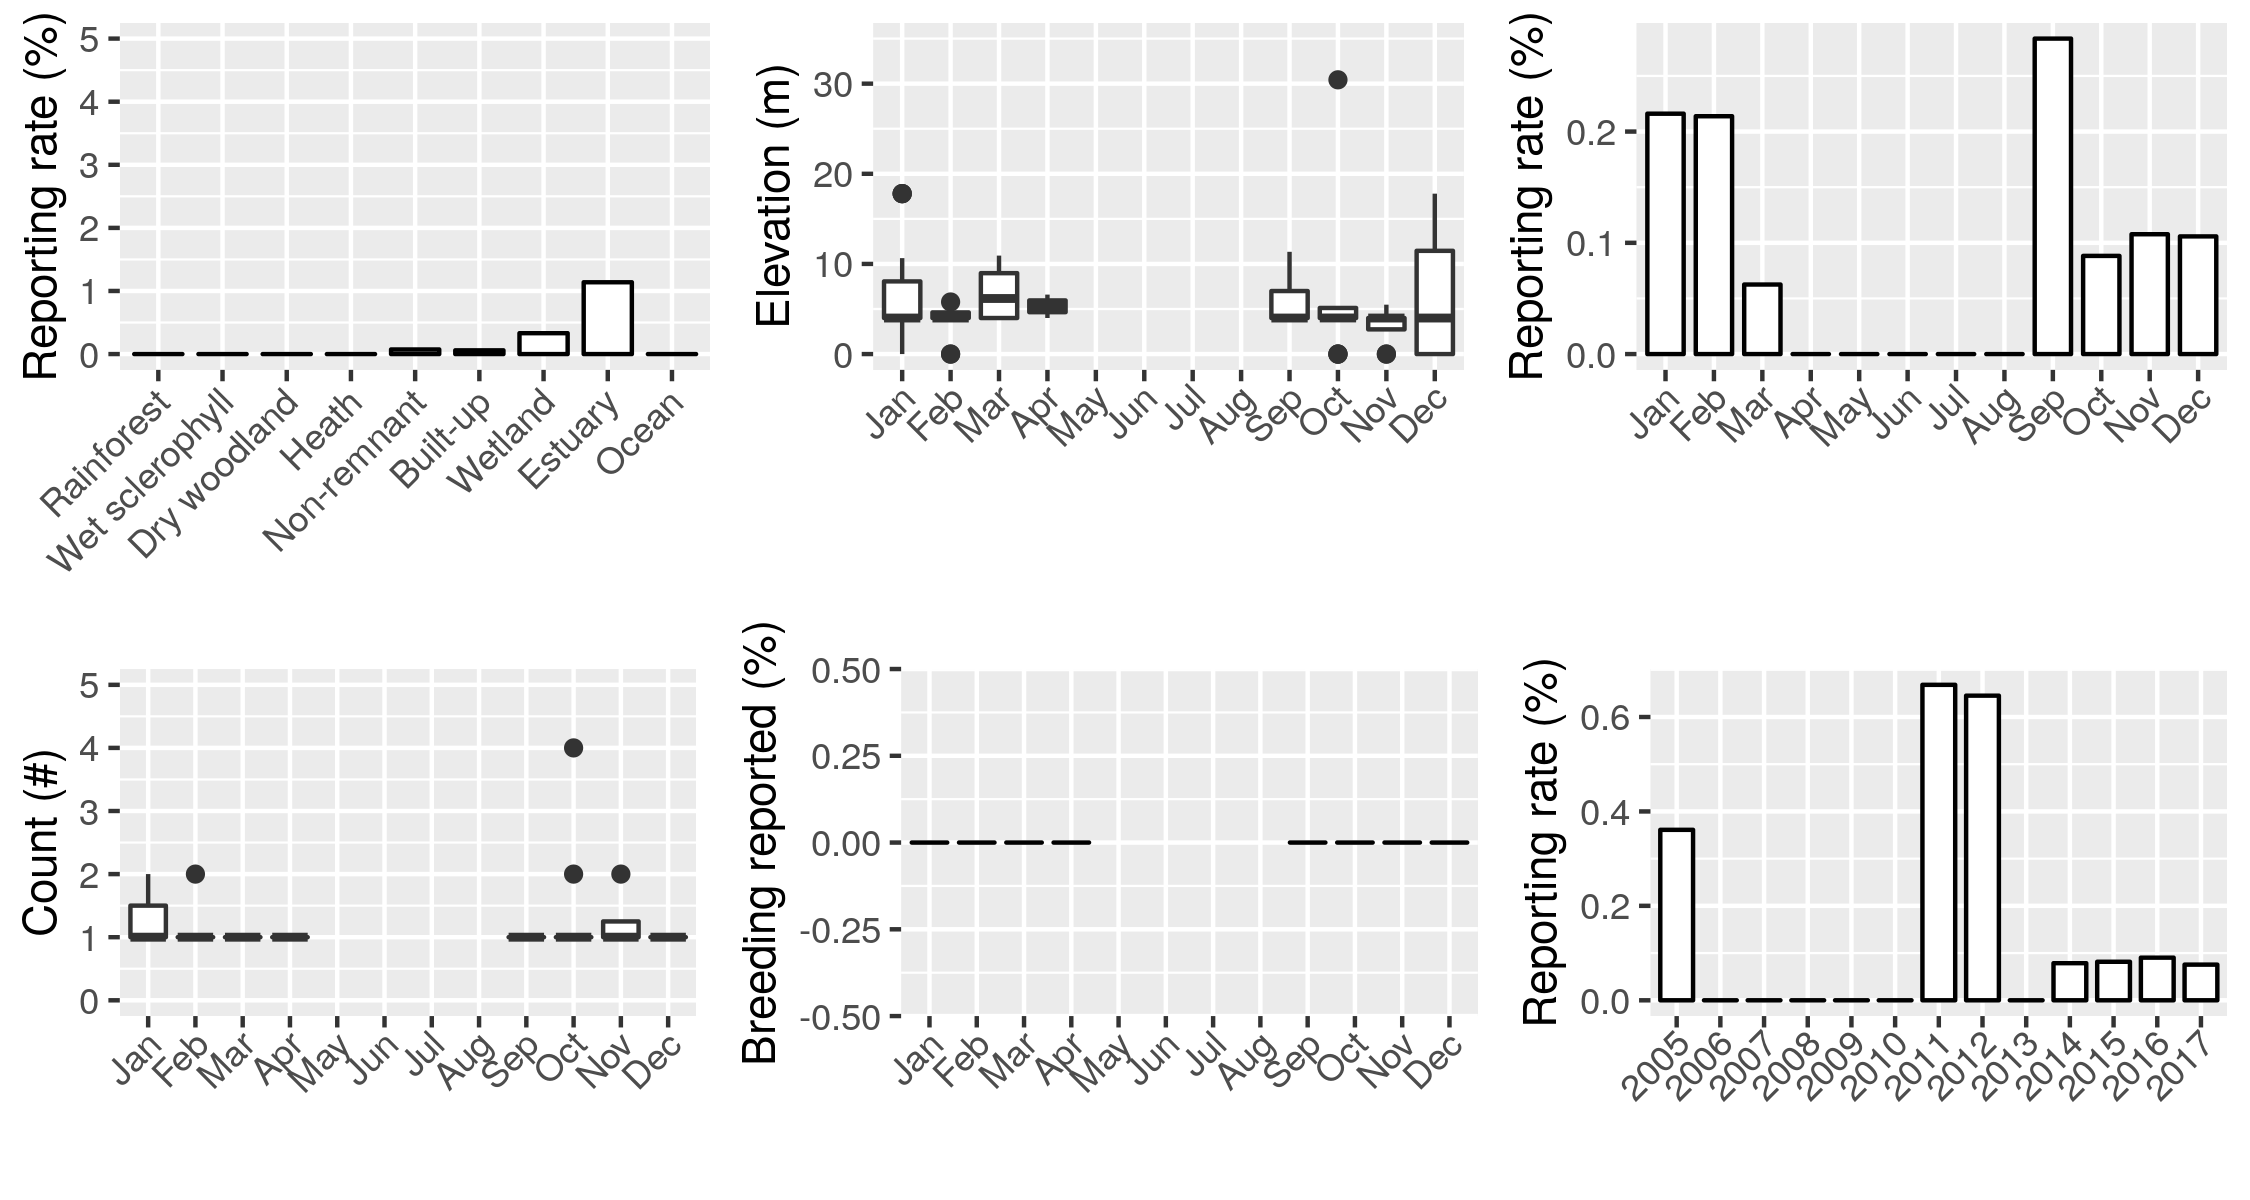 Reporting rate (%)
5
4
3
2
1
0
Rainforest
Wet sclerophyll
Dry woodland
Heath
Non-remnant
Built-up
Wetland
Estuary
Ocean
Elevation (m)
30
20
10
0
Jan
Feb
Mar
Apr
May
Jun
Jul
Aug
Sep
Oct
Nov
Dec
Reporting rate (%)
0.2
0.1
0.0
Jan
Feb
Mar
Apr
May
Jun
Jul
Aug
Sep
Oct
Nov
Dec
Count (#)
5
4
3
2
1
0
Jan
Feb
Mar
Apr
May
Jun
Jul
Aug
Sep
Oct
Nov
Dec
Breeding reported (%)
0.50
0.25
0.00
-0.25
-0.50
Jan
Feb
Mar
Apr
May
Jun
Jul
Aug
Sep
Oct
Nov
Dec
Reporting rate (%)
0.6
0.4
0.2
0.0
2005
2006
2007
2008
2009
2010
2011
2012
2013
2014
2015
2016
2017